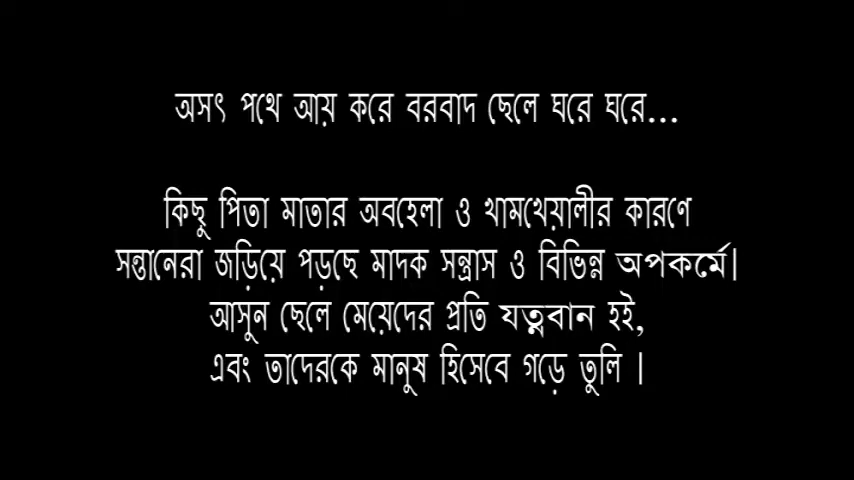 অসৎ পথে আয় করে বরবাদ ছেলে ঘরে ঘরে...
কিছু পিতা মাতার অবহেলা ও খামখেয়ালীর কারণে
সন্তানেরা জড়িয়ে পড়ছে মাদক সন্ত্রাস ও বিভিন্ন অপকর্মে।
আসুন ছেলে মেয়েদের প্রতি যত্নবান হই,
এবং তাদেরকে মানুষ হিসেবে গড়ে তুলি ।